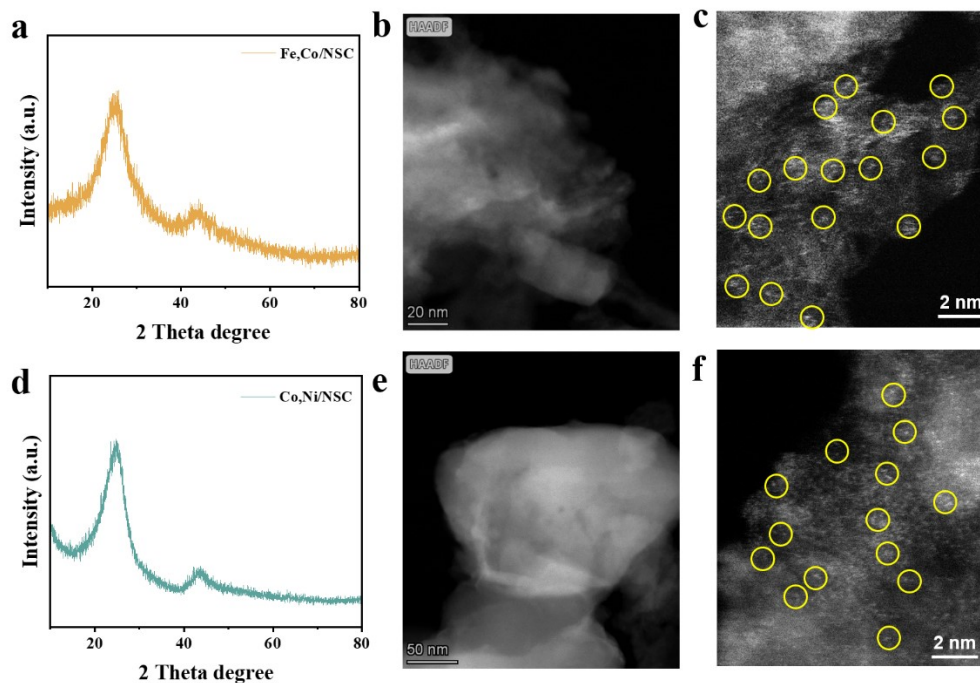 a
Fe,Co/NSC
Intensity (a.u.)
20 40 60 80
2 Theta degree
b
HAADF
20 nm
c
2 nm
d
Co,Ni/NSC
Intensity (a.u.)
20 40 60 80
2 Theta degree
e
HAADF
50 nm
f
2 nm